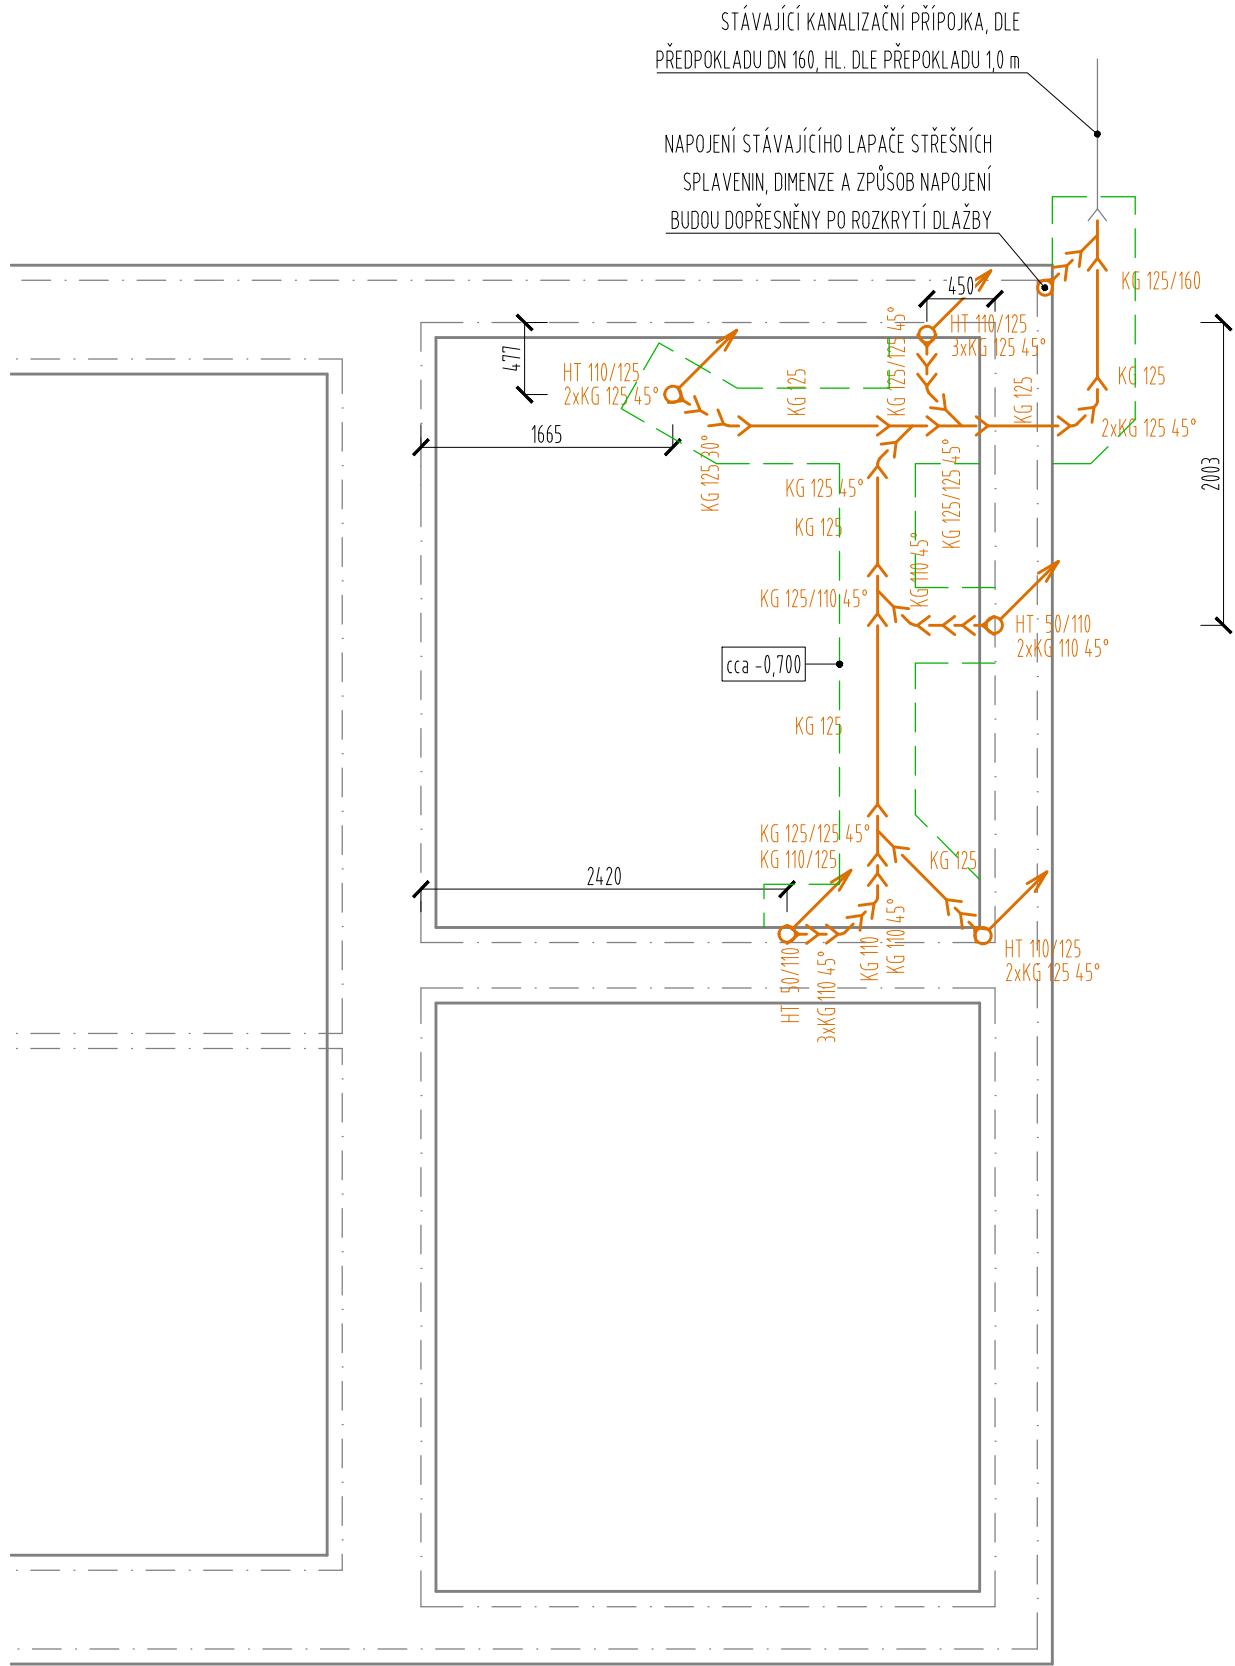 STÁVAJÍCÍ KANALIZAČNÍ PŘÍPOJKA, DLE
PŘEDPOKLADU DN 160, HL. DLE PŘEPOKLADU 1,0 m
NAPOJENÍ STÁVAJÍCÍHO LAPAČE STŘEŠNÍCH
SPLAVENIN, DIMENZE A ZPŮSOB NAPOJENÍ
BUDOU DOPŘESNĚNY PO ROZKRYTÍ DLAŽBY
KG 125/160
450
HT 110/125
3xKG 125 45°
477
HT 110/125
2xKG 125 45°
KG 125
KG 125/125 45°
KG 125
KG 125
2xKG 125 45°
1665
KG 125 30°
KG 125 45°
KG 125/125 45°
2003
KG 125
KG 110 45°
KG 125/110 45°
HT 50/110
2xKG 110 45°
cca -0,700
KG 125
KG 125/125 45°
KG 110/125
KG 125
2420
HT 50/110
3xKG 110 45°
KG 110
KG 110 45°
HT 110/125
2xKG 125 45°